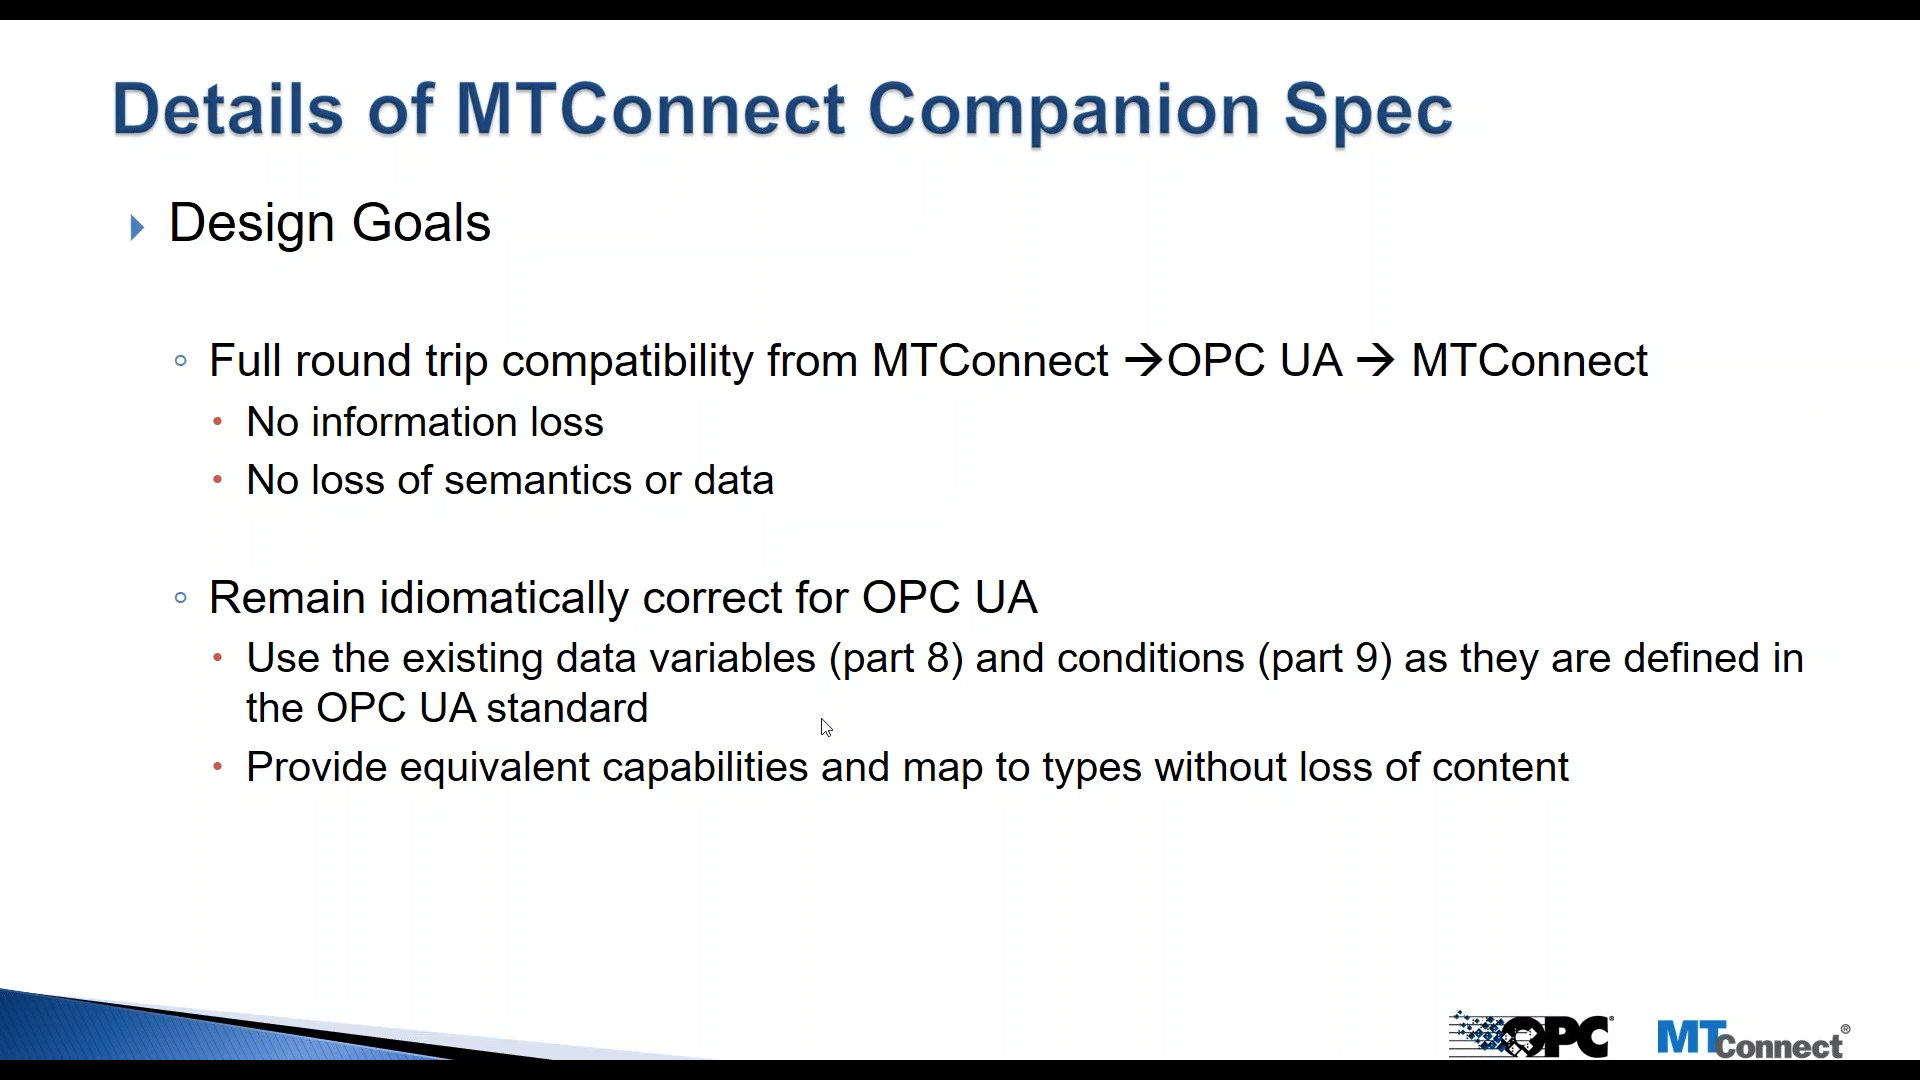 Details of MTConnect Companion Spec
Design Goals
Full round trip compatibility from MTConnect →OPC UA → MTConnect
No information loss
No loss of semantics or data
Remain idiomatically correct for OPC UA
Use the existing data variables (part 8) and conditions (part 9) as they are defined in
the OPC UA standard
Provide equivalent capabilities and map to types without loss of content
OPC
MTConnect®